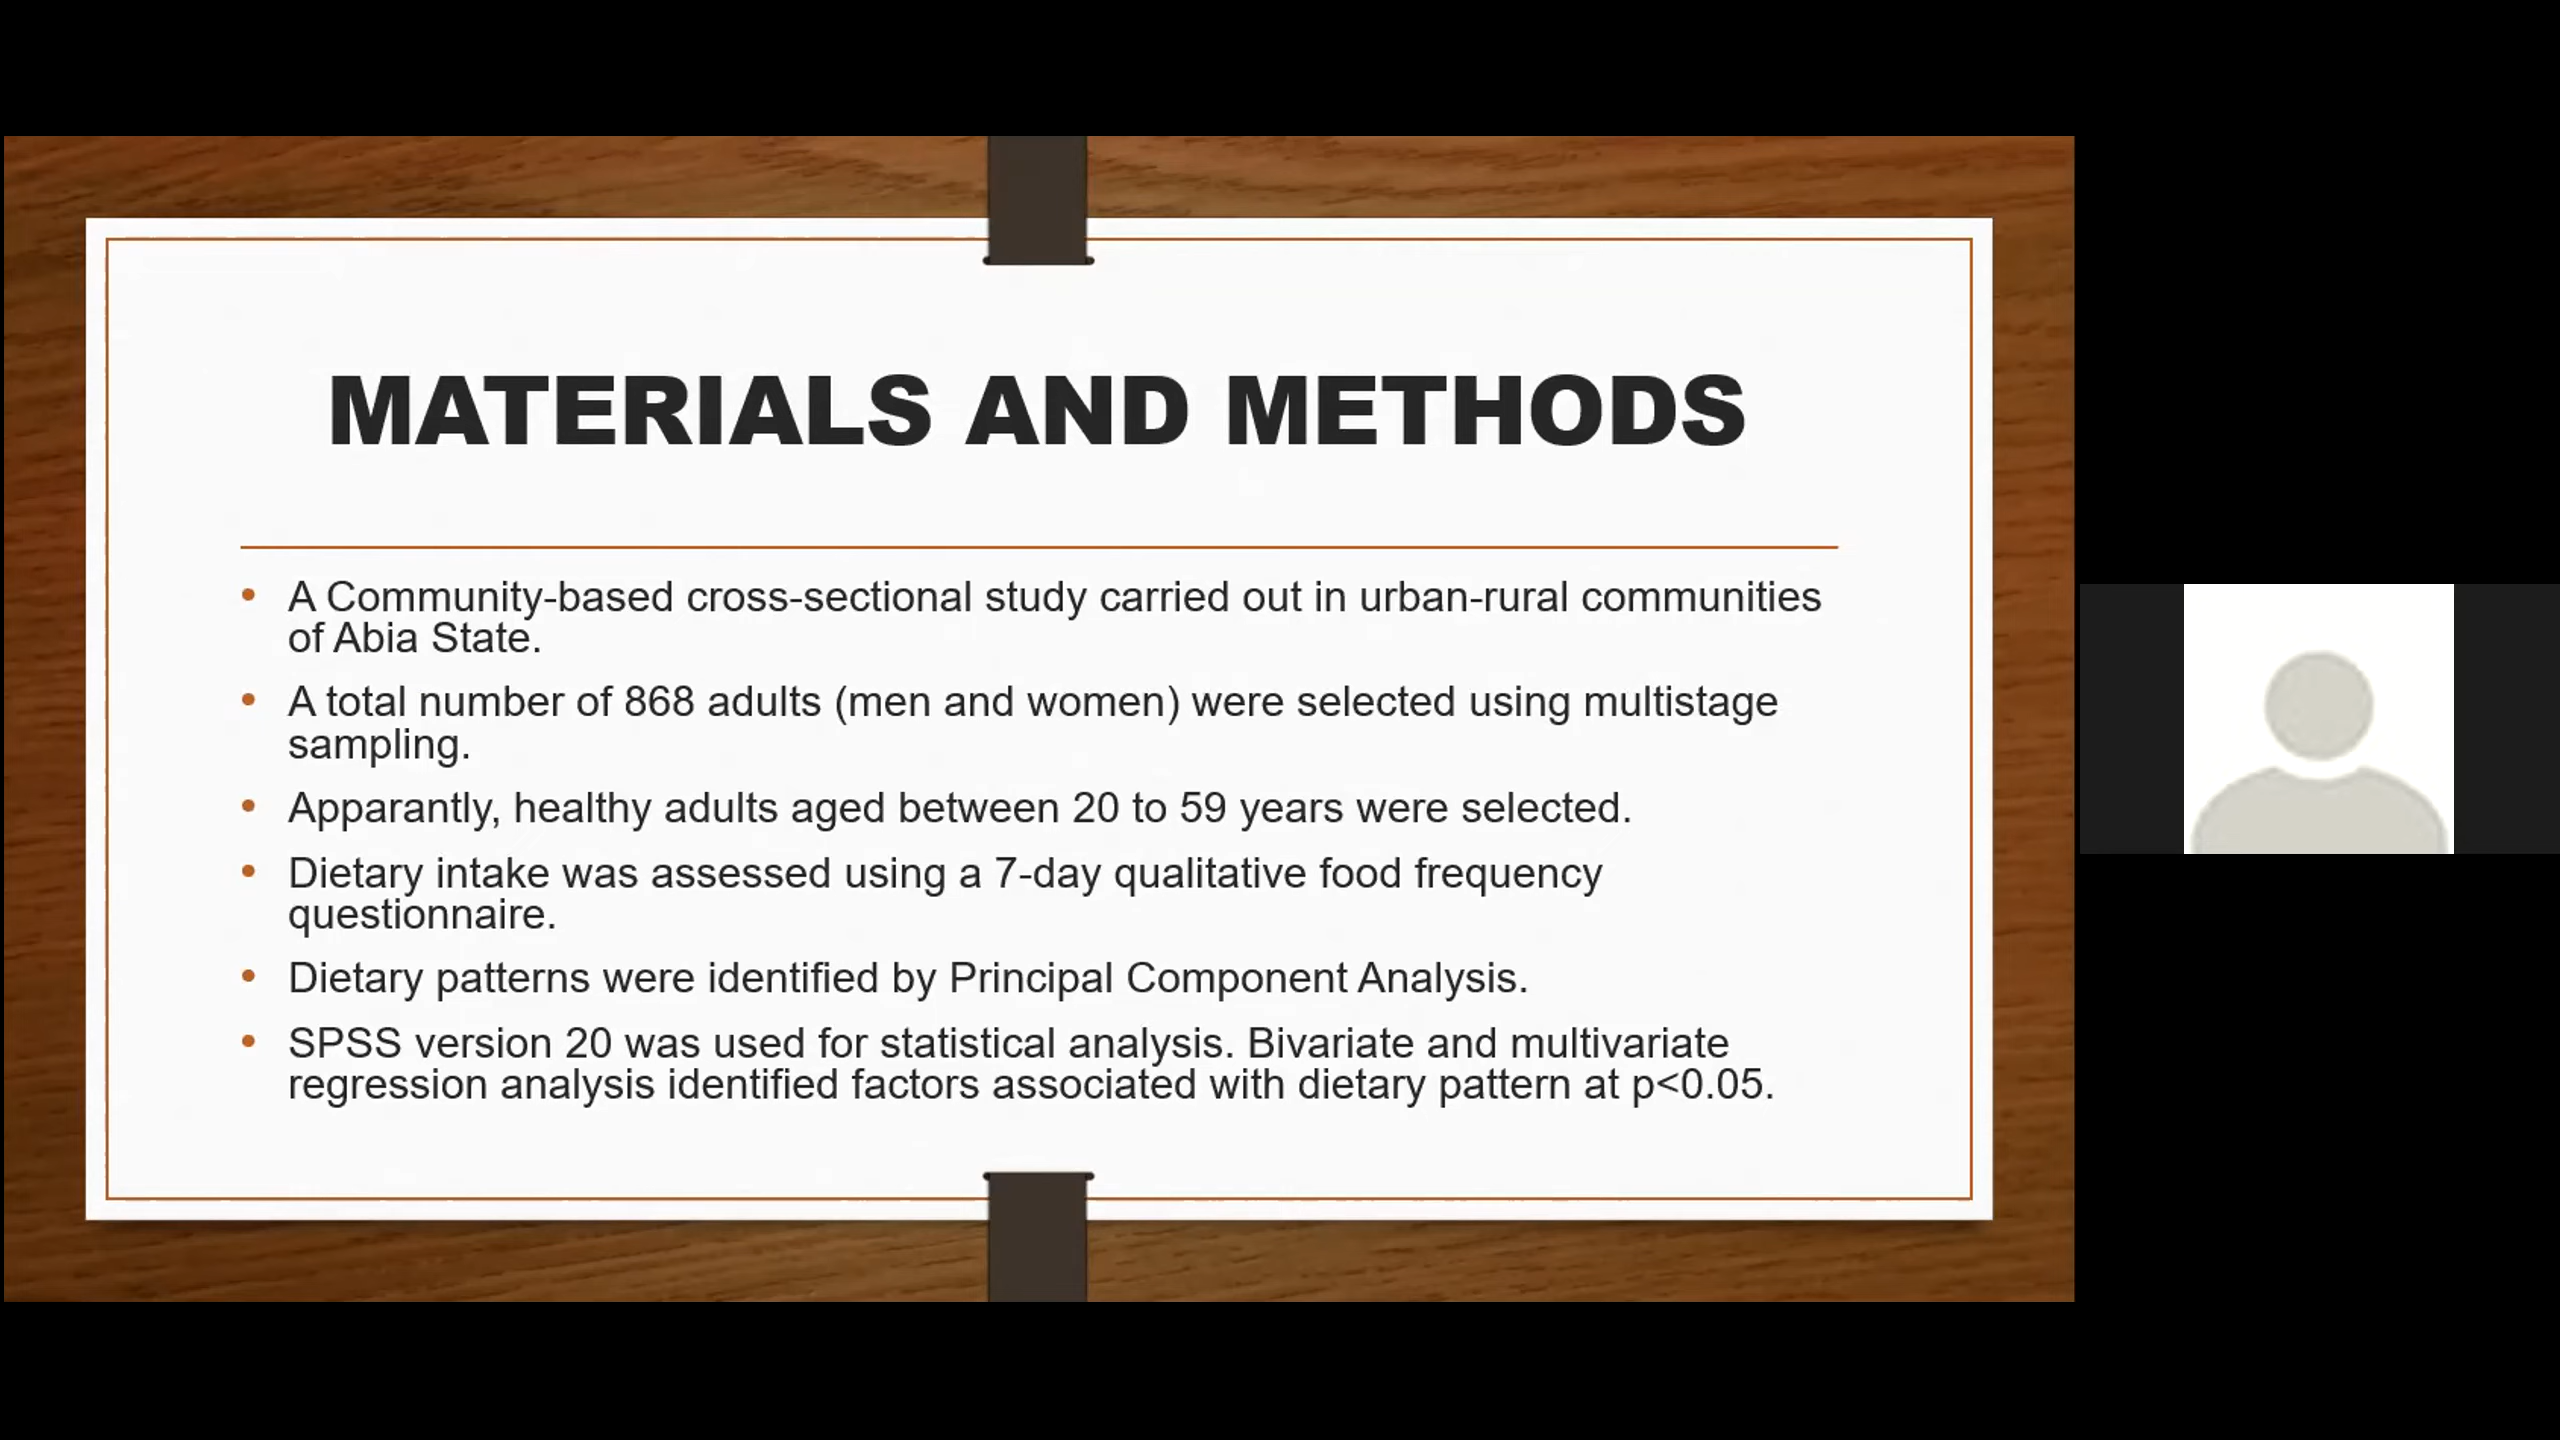 MATERIALS AND METHODS
• A Community-based cross-sectional study carried out in urban-rural communities
of Abia State.
• A total number of 868 adults (men and women) were selected using multistage
sampling.
• Apparantly, healthy adults aged between 20 to 59 years were selected.
• Dietary intake was assessed using a 7-day qualitative food frequency
questionnaire.
• Dietary patterns were identified by Principal Component Analysis.
• SPSS version 20 was used for statistical analysis. Bivariate and multivariate
regression analysis identified factors associated with dietary pattern at p<0.05.